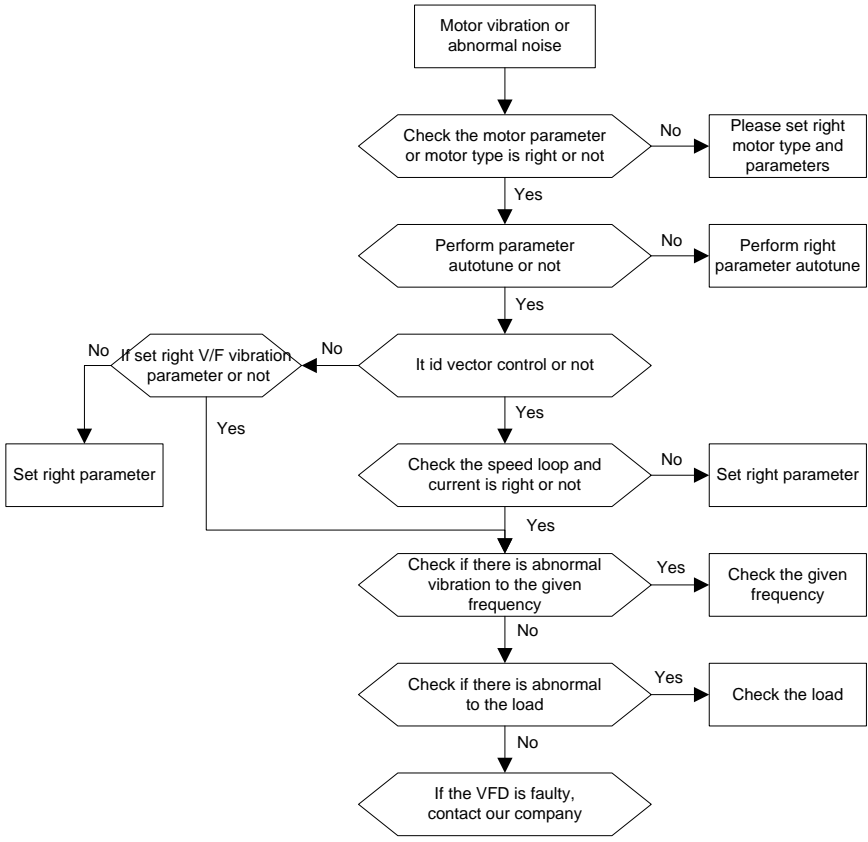 Motor vibration or
abnormal noise
Check the motor parameter
or motor type is right or not
No
Please set right
motor type and
parameters
Yes
Perform parameter
autotune or not
No
Perform right
parameter autotune
Yes
No
If set right V/F vibration
parameter or not
No
It id vector control or not
Yes
Yes
Set right parameter
Check the speed loop and
current is right or not
No
Set right parameter
Yes
Check if there is abnormal
vibration to the given
frequency
Yes
Check the given
frequency
No
Check if there is abnormal
to the load
Yes
Check the load
No
If the VFD is faulty,
contact our company